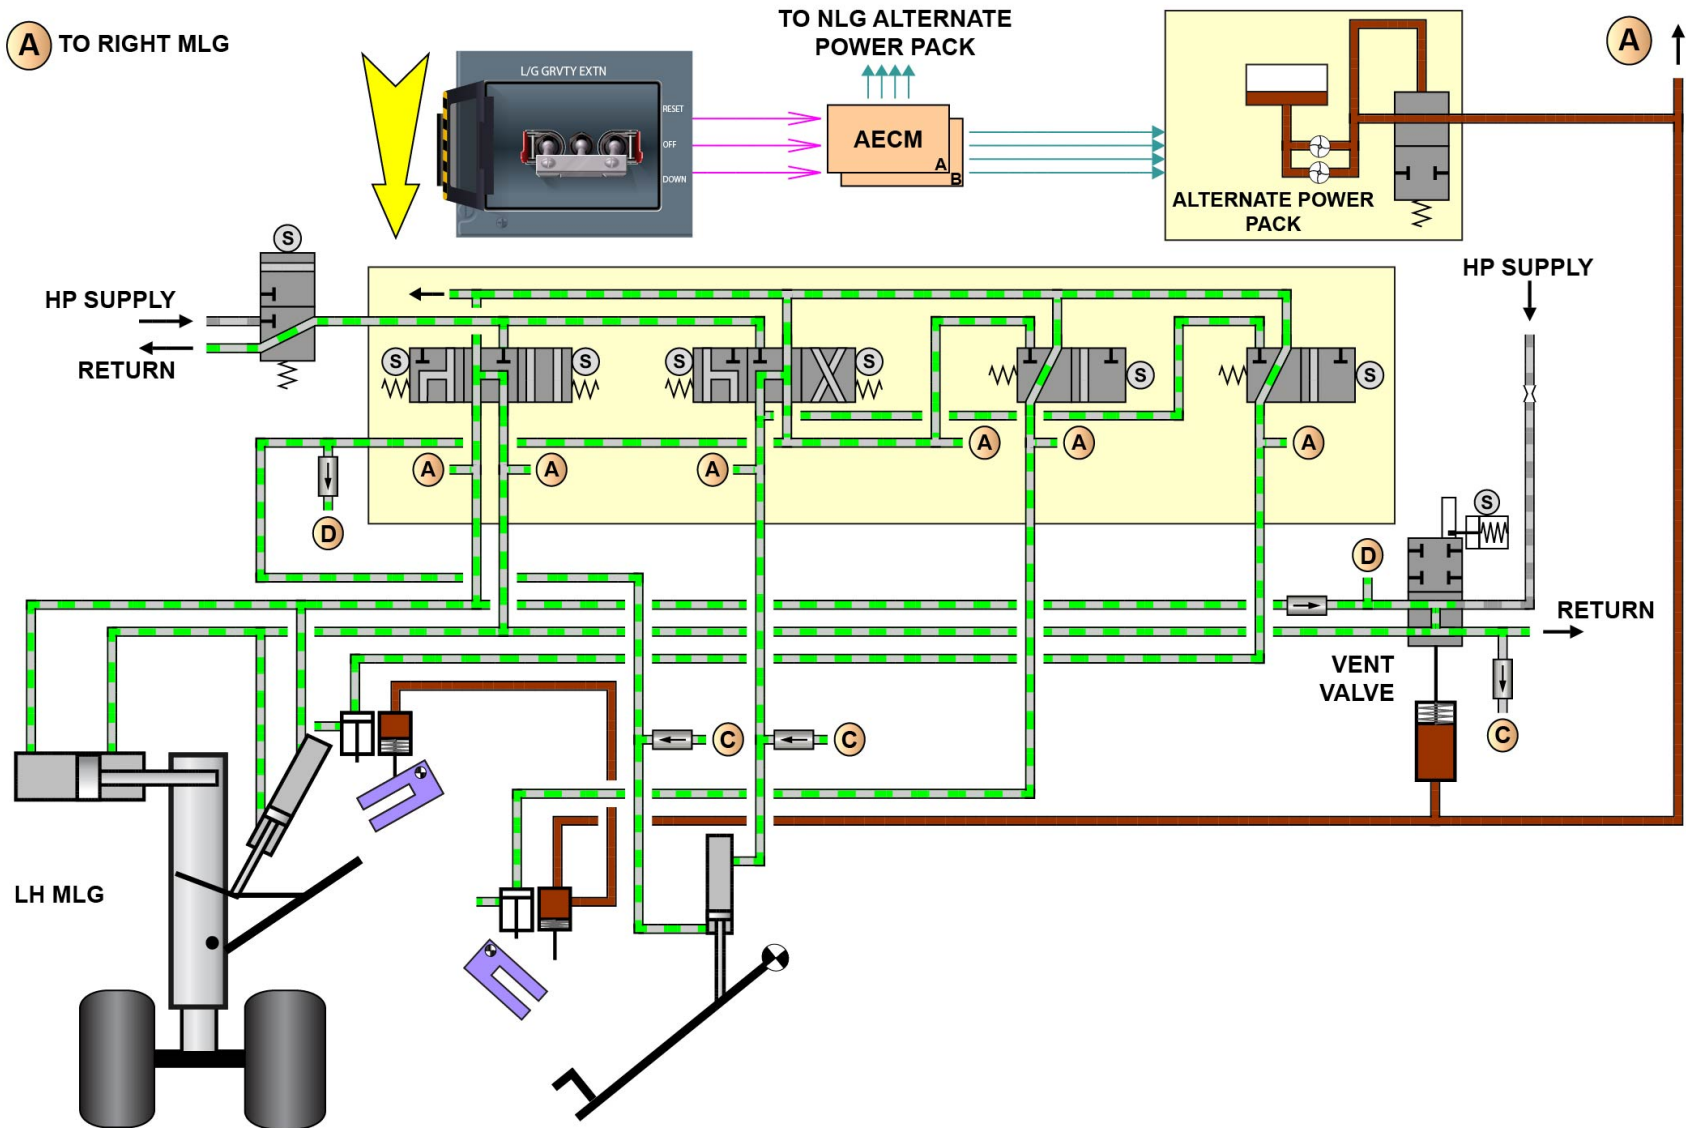 A TO RIGHT MLG
L/G GRVTY EXTN
RESET
OFF
DOWN
TO NLG ALTERNATE
POWER PACK
AECM
A
B
ALTERNATE POWER
PACK
A
S
HP SUPPLY
RETURN
HP SUPPLY
S
S
S
S
S
S
A
A
A
A
A
A
D
S
D
RETURN
VENT
VALVE
C
C
C
LH MLG